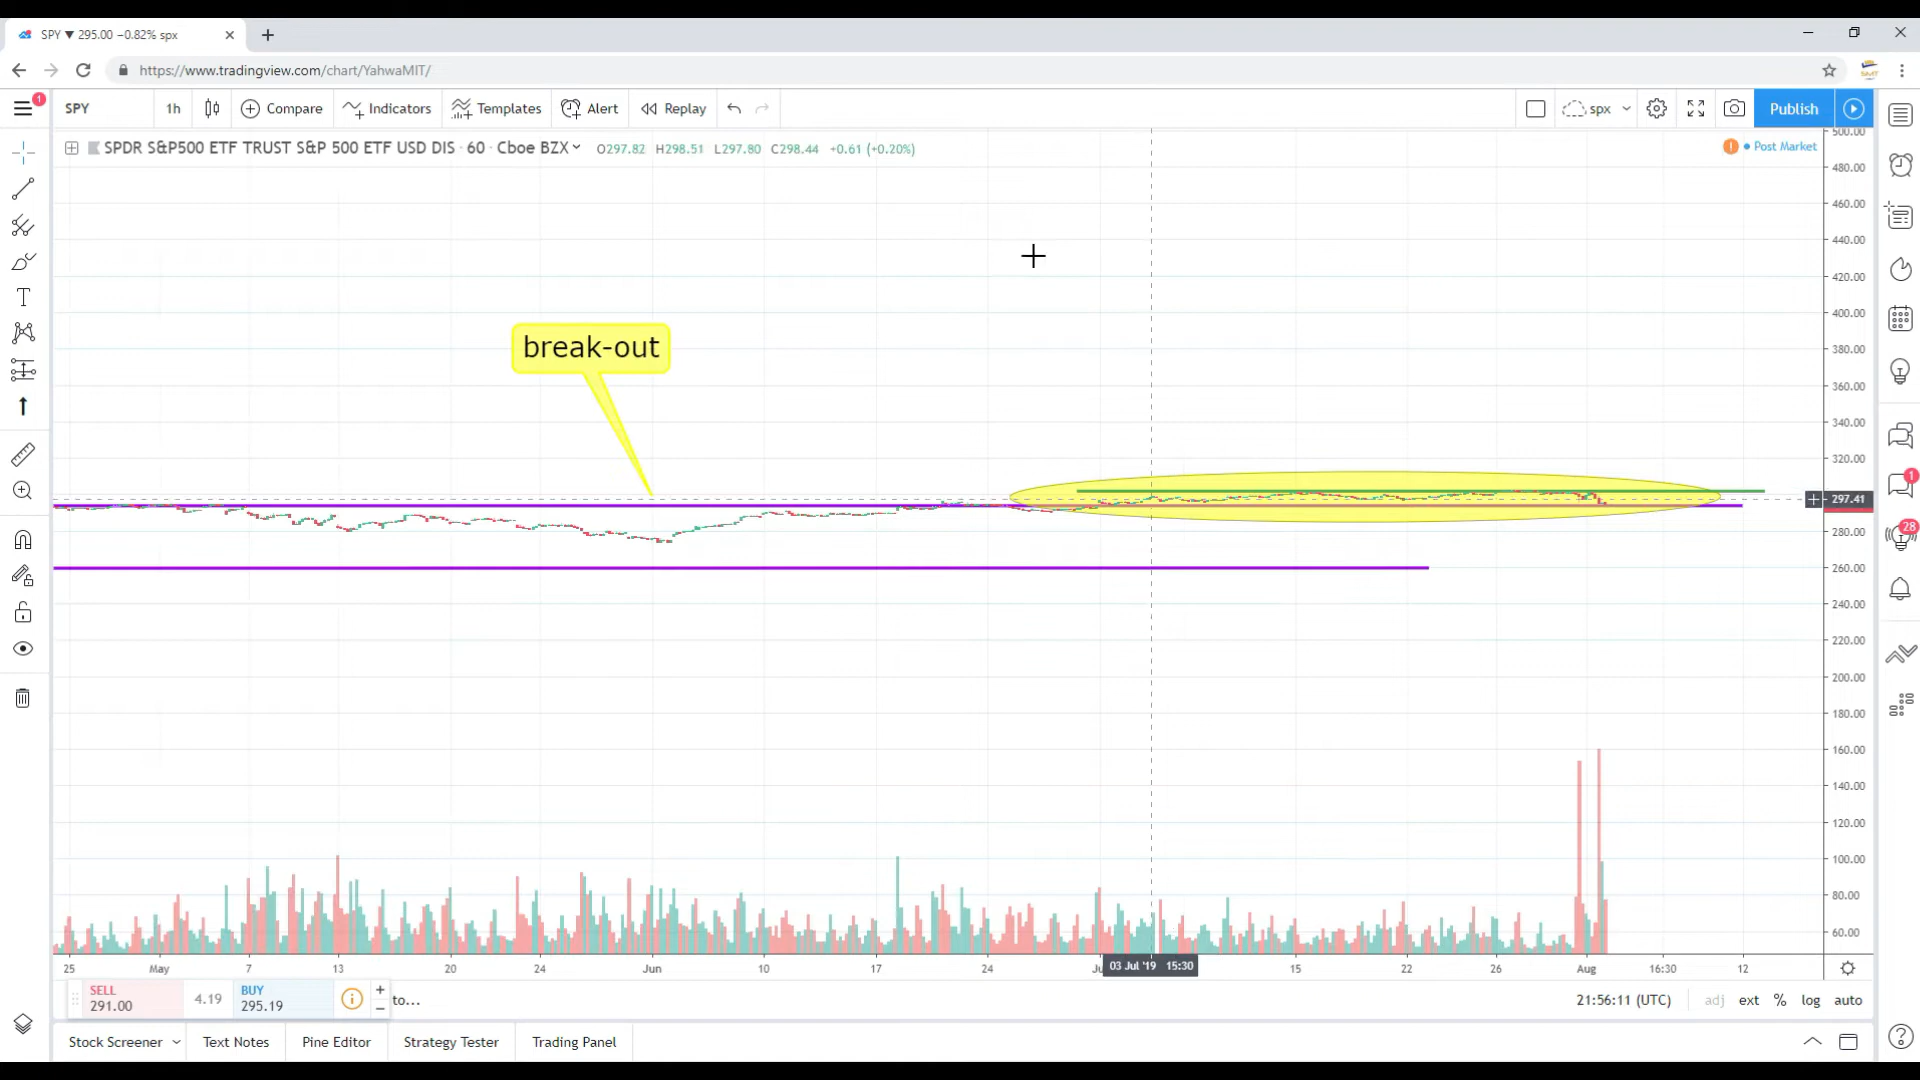 SPY ▼ 295.00 −0.82% spx
https://www.tradingview.com/chart/YahwaMIT/
1
SPY 1h Compare Indicators Templates Alert Replay spx Publish
SPDR S&P500 ETF TRUST S&P 500 ETF USD DIS · 60 · Cboe BZX O297.82 H298.51 L297.80 C298.44 +0.61 (+0.20%)
Post Market
500.00
480.00
460.00
440.00
420.00
400.00
380.00
360.00
340.00
320.00
297.41
280.00
260.00
240.00
220.00
200.00
180.00
160.00
140.00
120.00
100.00
80.00
60.00
break-out
1
28
25 May 7 13 20 24 Jun 10 17 24 03 Jul '19 15:30 15 22 26 Aug 16:30 12
SELL
291.00
4.19
BUY
295.19
to...
21:56:11 (UTC) adj ext % log auto
Stock Screener Text Notes Pine Editor Strategy Tester Trading Panel